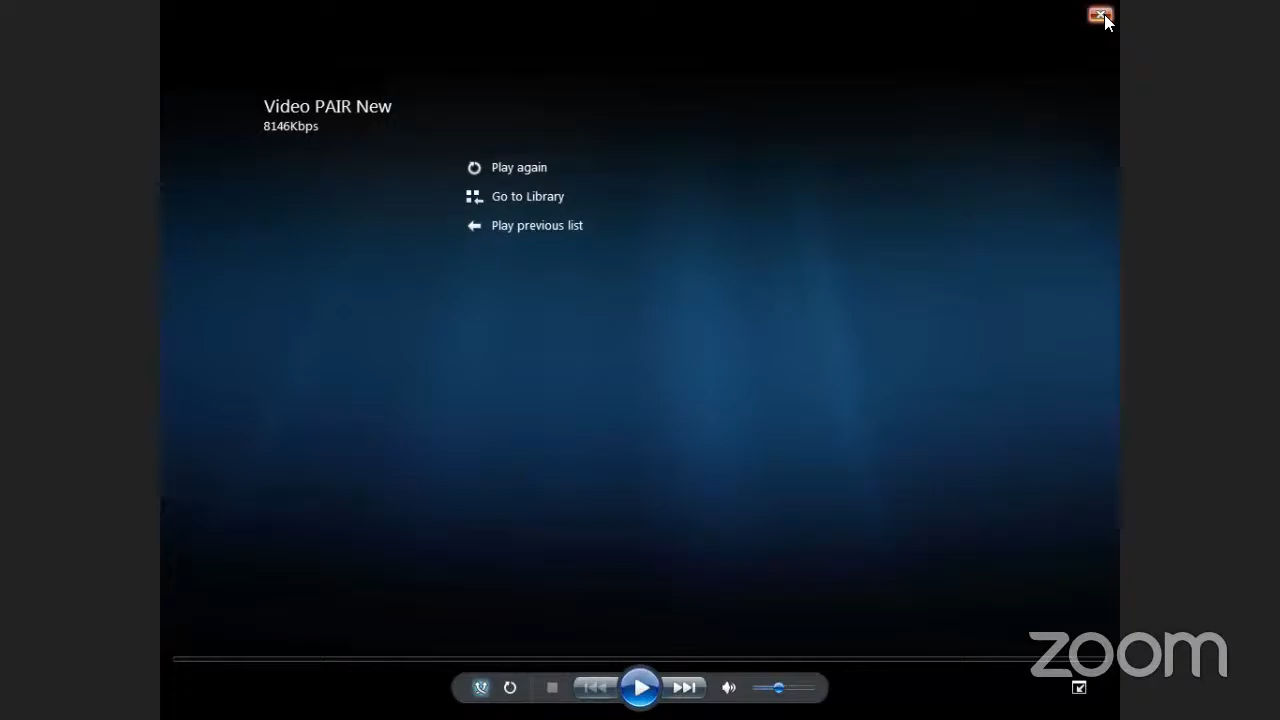 Video PAIR New
8146Kbps
Play again
Go to Library
Play previous list
zoom